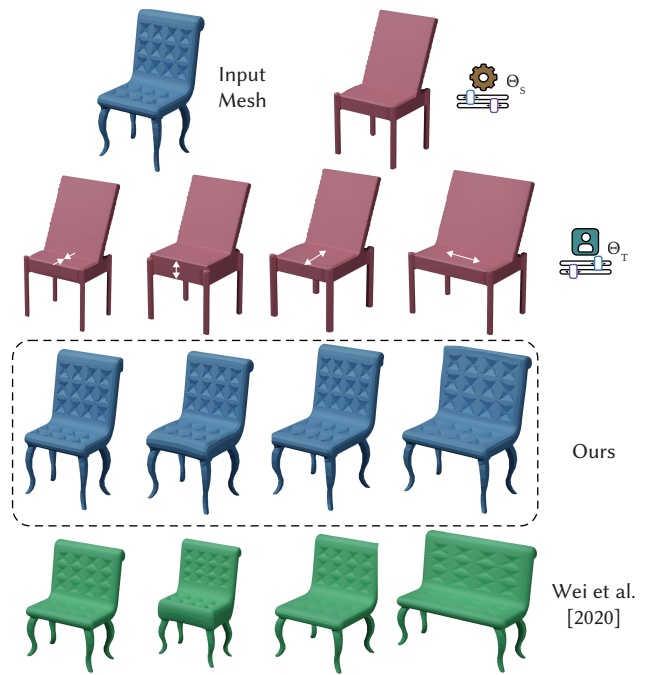 Input
Mesh
Θ_S
Θ_T
Ours
Wei et al.
[2020]